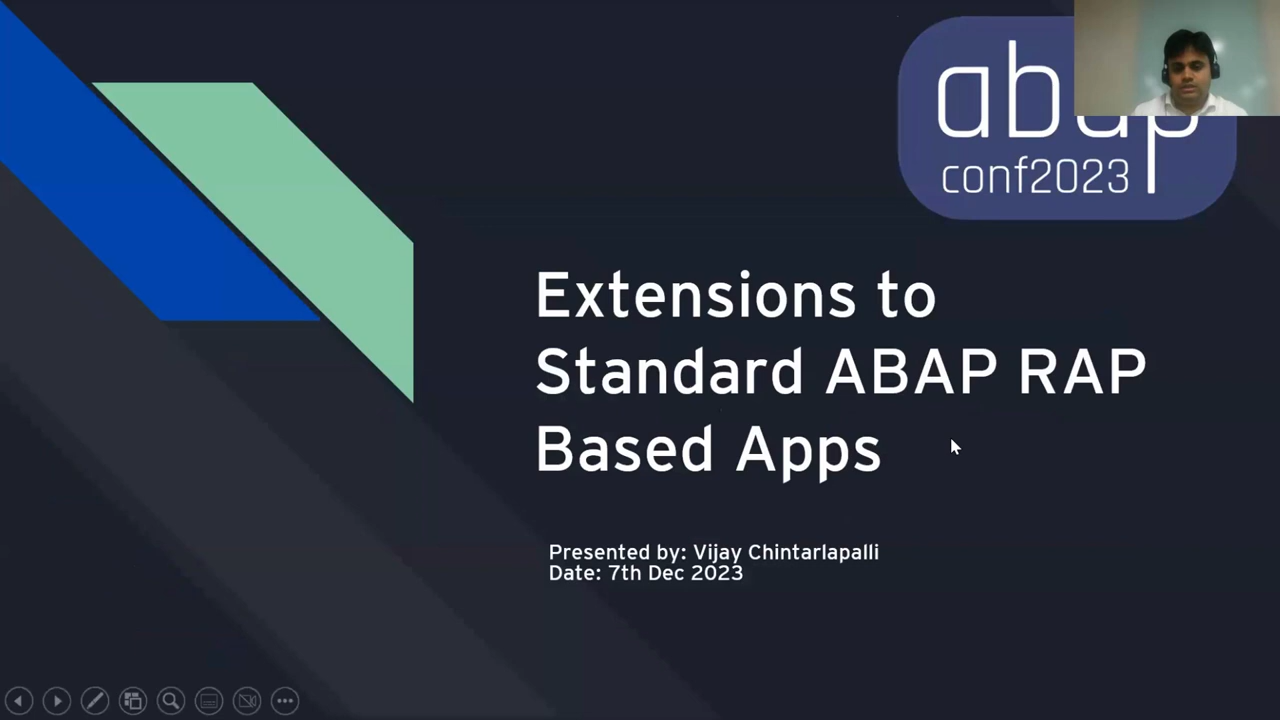 abap
conf2023
Extensions to
Standard ABAP RAP
Based Apps
Presented by: Vijay Chintarlapalli
Date: 7th Dec 2023